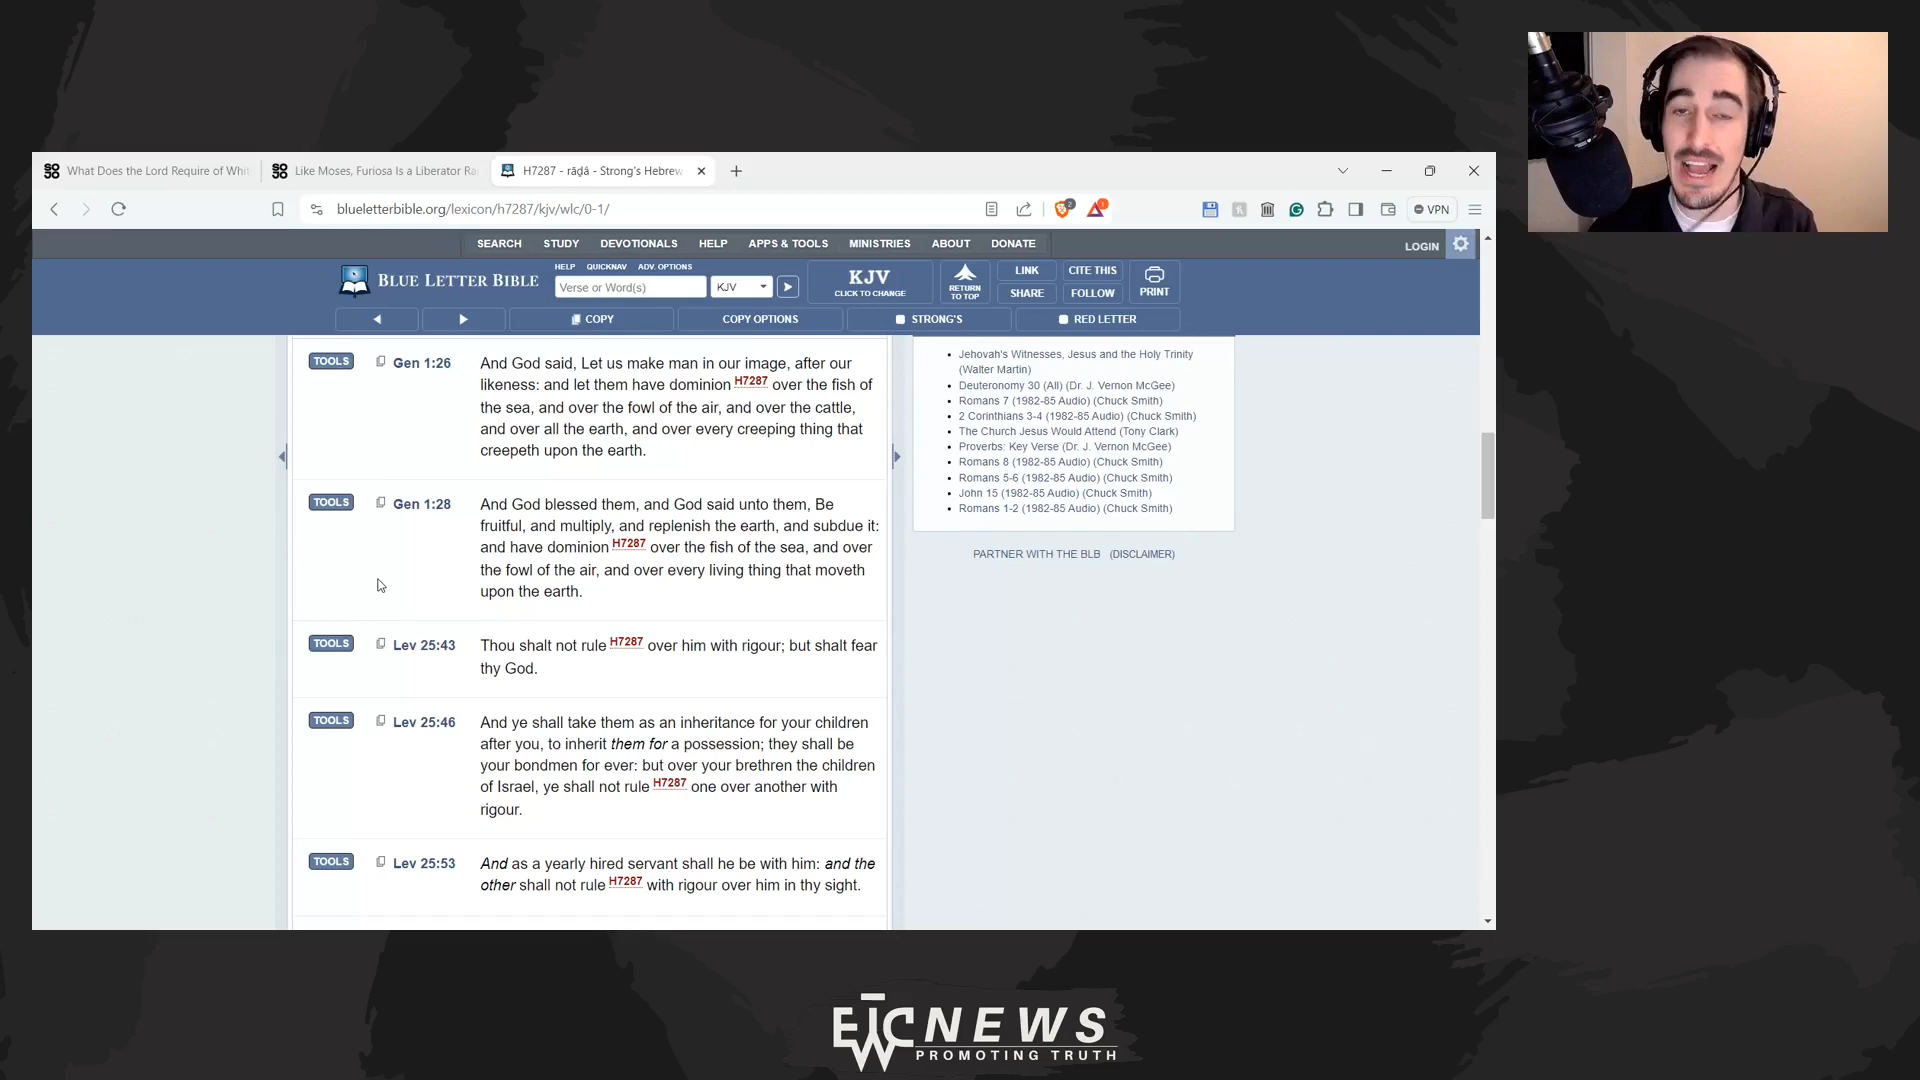 What Does the Lord Require of Whi
Like Moses, Furiosa Is a Liberator Ra
H7287 - rāḏâ - Strong's Hebrew
blueletterbible.org/lexicon/h7287/kjv/wlc/0-1/
2
1
VPN
SEARCH STUDY DEVOTIONALS HELP APPS & TOOLS MINISTRIES ABOUT DONATE
LOGIN
BLUE LETTER BIBLE
HELP QUICKNAV ADV. OPTIONS
Verse or Word(s)
KJV
KJV
CLICK TO CHANGE
RETURN
TO TOP
LINK
CITE THIS
SHARE
FOLLOW
PRINT
COPY
COPY OPTIONS
STRONG'S
RED LETTER
TOOLS
Gen 1:26
And God said, Let us make man in our image, after our
likeness: and let them have dominion H7287 over the fish of
the sea, and over the fowl of the air, and over the cattle,
and over all the earth, and over every creeping thing that
creepeth upon the earth.
TOOLS
Gen 1:28
And God blessed them, and God said unto them, Be
fruitful, and multiply, and replenish the earth, and subdue it:
and have dominion H7287 over the fish of the sea, and over
the fowl of the air, and over every living thing that moveth
upon the earth.
TOOLS
Lev 25:43
Thou shalt not rule H7287 over him with rigour; but shalt fear
thy God.
TOOLS
Lev 25:46
And ye shall take them as an inheritance for your children
after you, to inherit them for a possession; they shall be
your bondmen for ever: but over your brethren the children
of Israel, ye shall not rule H7287 one over another with
rigour.
TOOLS
Lev 25:53
And as a yearly hired servant shall he be with him: and the
other shall not rule H7287 with rigour over him in thy sight.
Jehovah's Witnesses, Jesus and the Holy Trinity
(Walter Martin)
Deuteronomy 30 (All) (Dr. J. Vernon McGee)
Romans 7 (1982-85 Audio) (Chuck Smith)
2 Corinthians 3-4 (1982-85 Audio) (Chuck Smith)
The Church Jesus Would Attend (Tony Clark)
Proverbs: Key Verse (Dr. J. Vernon McGee)
Romans 8 (1982-85 Audio) (Chuck Smith)
Romans 5-6 (1982-85 Audio) (Chuck Smith)
John 15 (1982-85 Audio) (Chuck Smith)
Romans 1-2 (1982-85 Audio) (Chuck Smith)
PARTNER WITH THE BLB (DISCLAIMER)
EWC NEWS
PROMOTING TRUTH